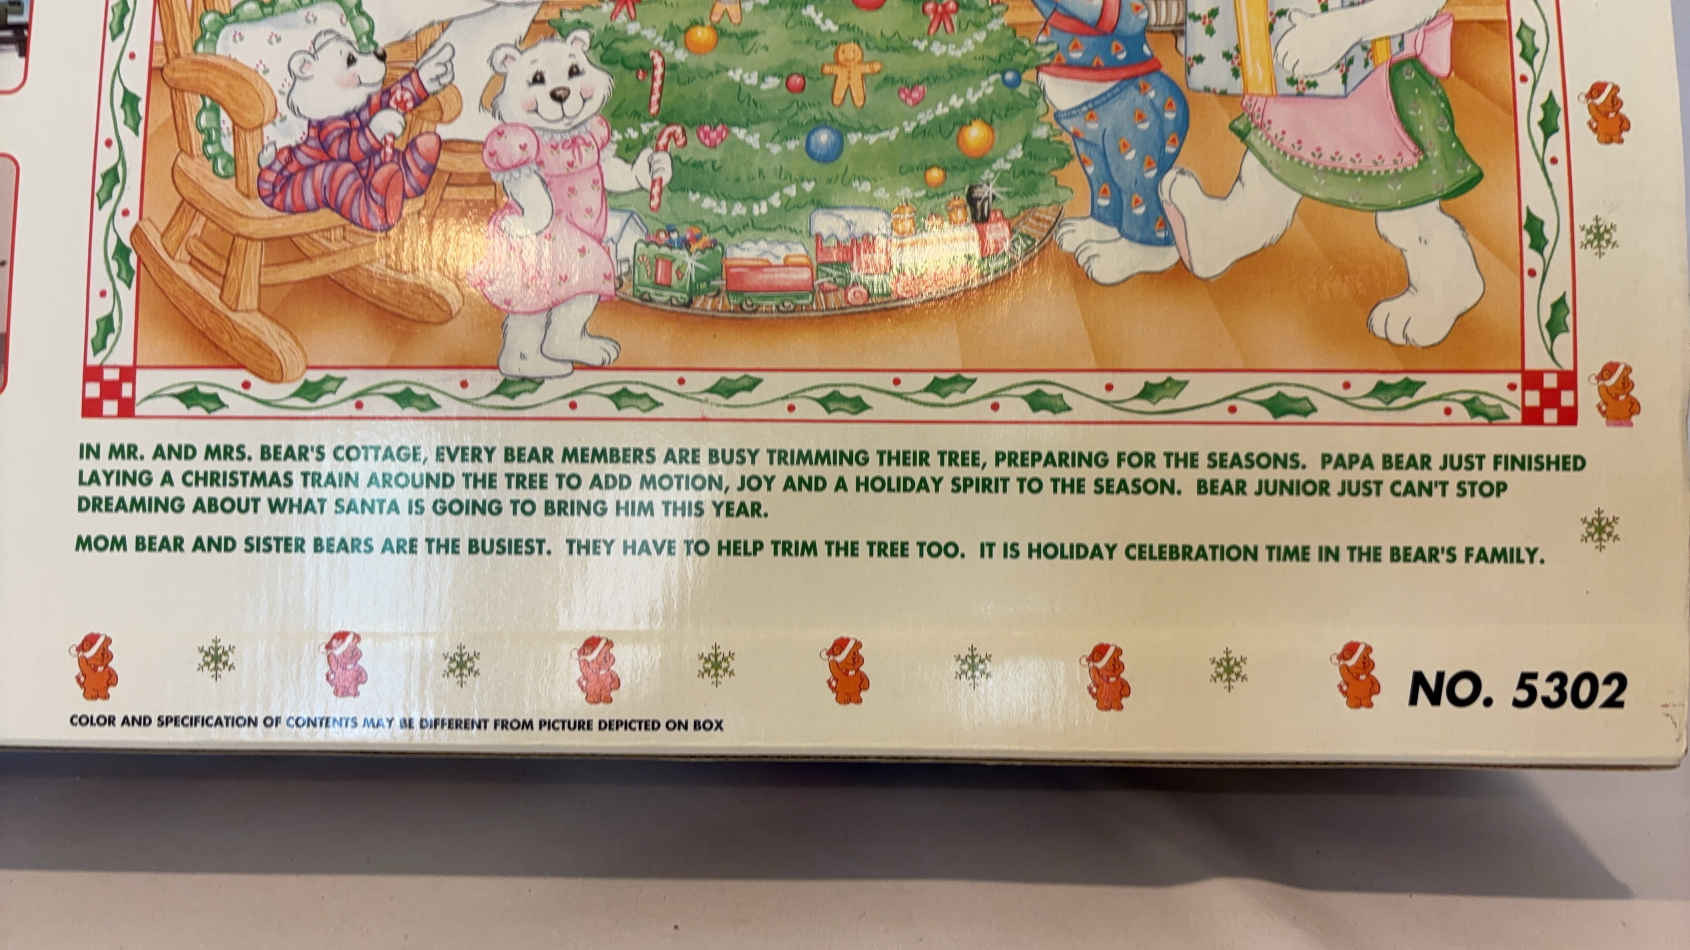 IN MR. AND MRS. BEAR'S COTTAGE, EVERY BEAR MEMBERS ARE BUSY TRIMMING THEIR TREE, PREPARING FOR THE SEASONS. PAPA BEAR JUST FINISHED
LAYING A CHRISTMAS TRAIN AROUND THE TREE TO ADD MOTION, JOY AND A HOLIDAY SPIRIT TO THE SEASON. BEAR JUNIOR JUST CAN'T STOP
DREAMING ABOUT WHAT SANTA IS GOING TO BRING HIM THIS YEAR.
MOM BEAR AND SISTER BEARS ARE THE BUSIEST. THEY HAVE TO HELP TRIM THE TREE TOO. IT IS HOLIDAY CELEBRATION TIME IN THE BEAR'S FAMILY.
NO. 5302
COLOR AND SPECIFICATION OF CONTENTS MAY BE DIFFERENT FROM PICTURE DEPICTED ON BOX